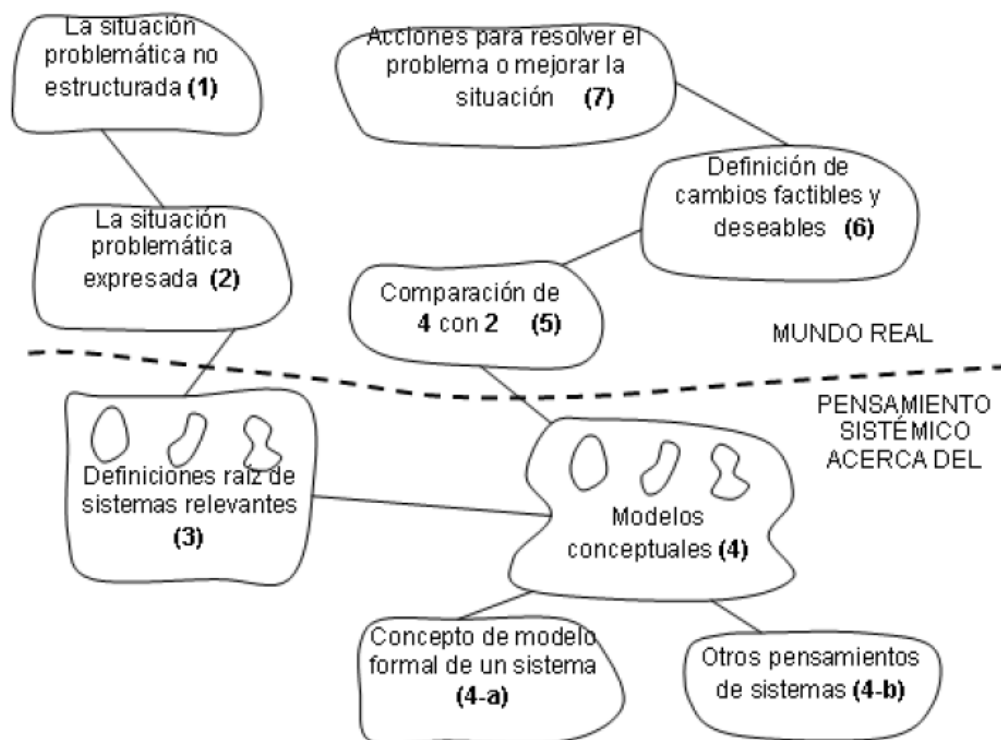 La situación
problemática no
estructurada (1)
Acciones para resolver el
problema o mejorar la
situación (7)
Definición de
cambios factibles y
deseables (6)
La situación
problemática
expresada (2)
Comparación de
4 con 2 (5)
MUNDO REAL
PENSAMIENTO
SISTÉMICO
ACERCA DEL
Definiciones raíz de
sistemas relevantes
(3)
Modelos
conceptuales (4)
Concepto de modelo
formal de un sistema
(4-a)
Otros pensamientos
de sistemas (4-b)